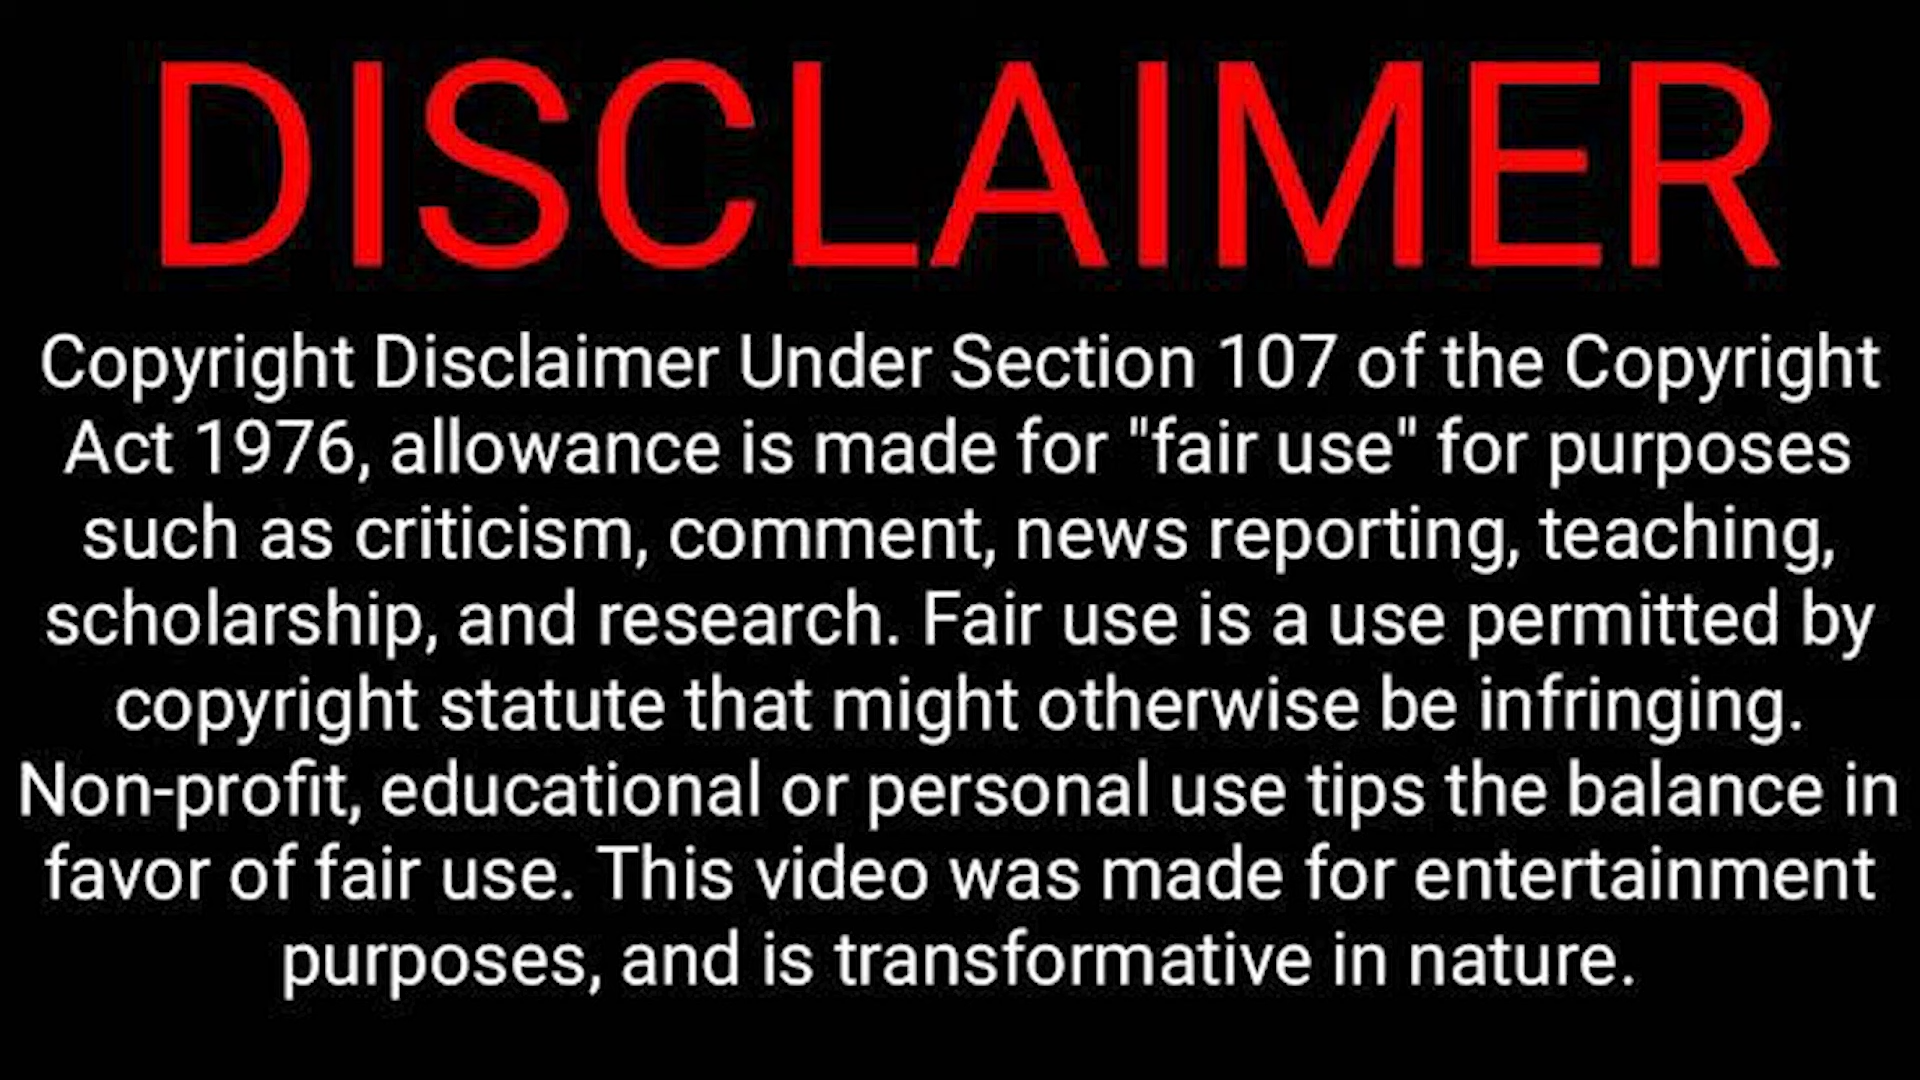 DISCLAIMER
Copyright Disclaimer Under Section 107 of the Copyright
Act 1976, allowance is made for "fair use" for purposes
such as criticism, comment, news reporting, teaching,
scholarship, and research. Fair use is a use permitted by
copyright statute that might otherwise be infringing.
Non-profit, educational or personal use tips the balance in
favor of fair use. This video was made for entertainment
purposes, and is transformative in nature.